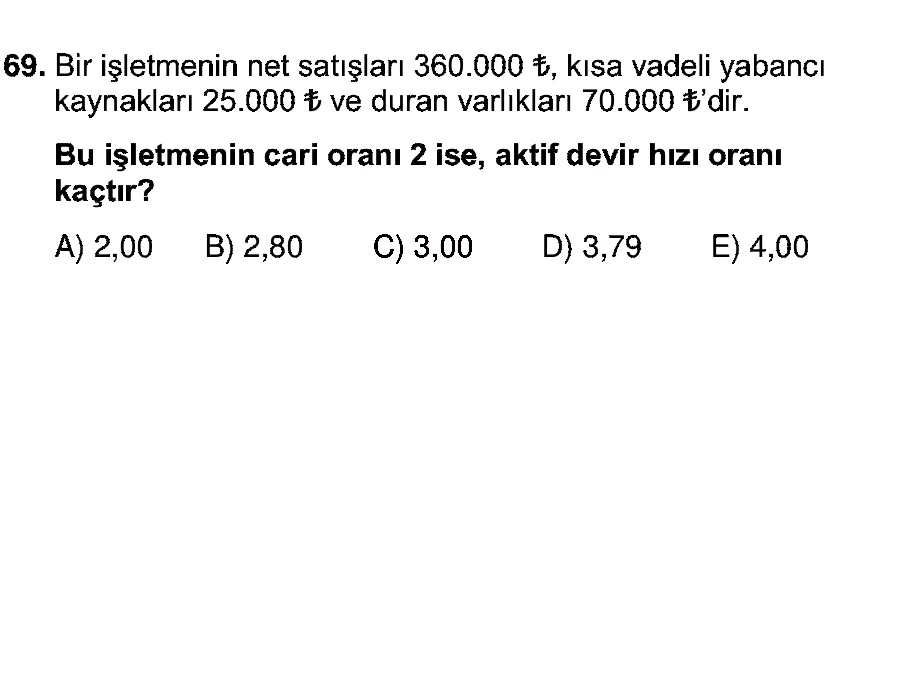 69. Bir işletmenin net satışları 360.000 ₺, kısa vadeli yabancı
kaynakları 25.000 ₺ ve duran varlıkları 70.000 ₺’dir.
Bu işletmenin cari oranı 2 ise, aktif devir hızı oranı
kaçtır?
A) 2,00 B) 2,80 C) 3,00 D) 3,79 E) 4,00